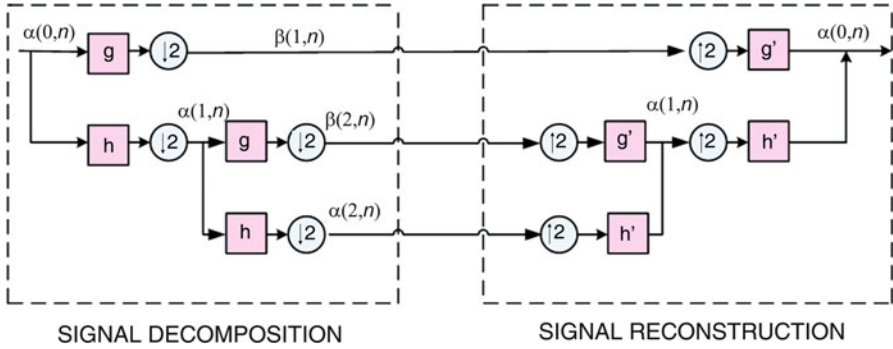 α(0,n) g ↓2 β(1,n) ↑2 g' α(0,n)
h ↓2 α(1,n) g ↓2 β(2,n) ↑2 g' α(1,n) ↑2 h'
h ↓2 α(2,n) ↑2 h'
SIGNAL DECOMPOSITION SIGNAL RECONSTRUCTION